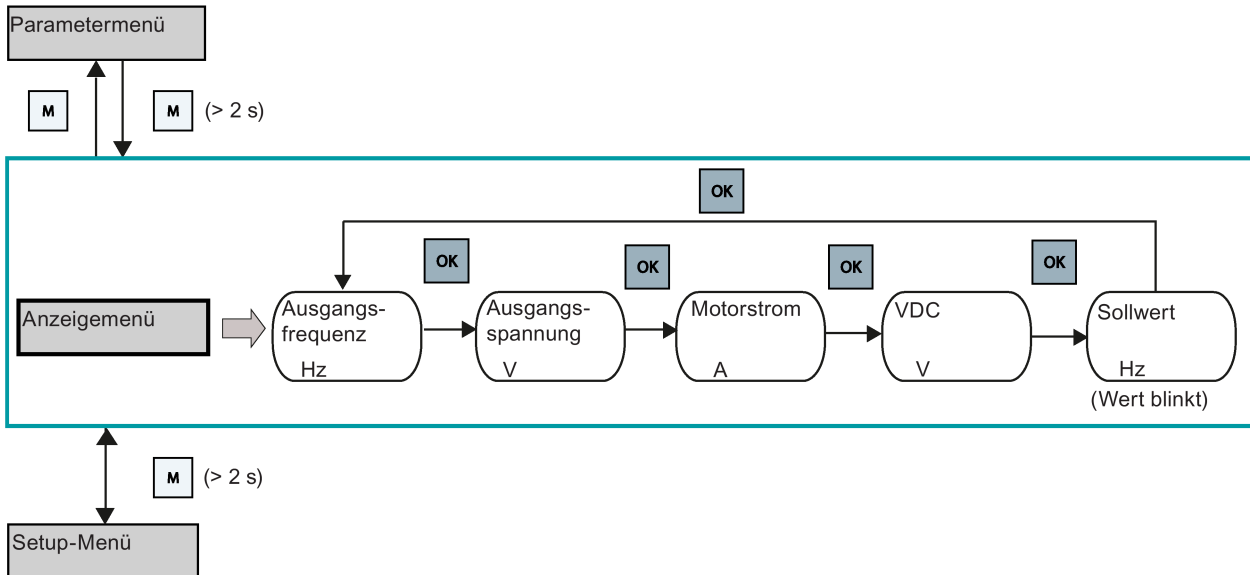 Parametermenü
M
M (> 2 s)
OK
OK
OK
OK
OK
Anzeigemenü
Ausgangs-
frequenz
Hz
Ausgangs-
spannung
V
Motorstrom
A
VDC
V
Sollwert
Hz
(Wert blinkt)
M (> 2 s)
Setup-Menü